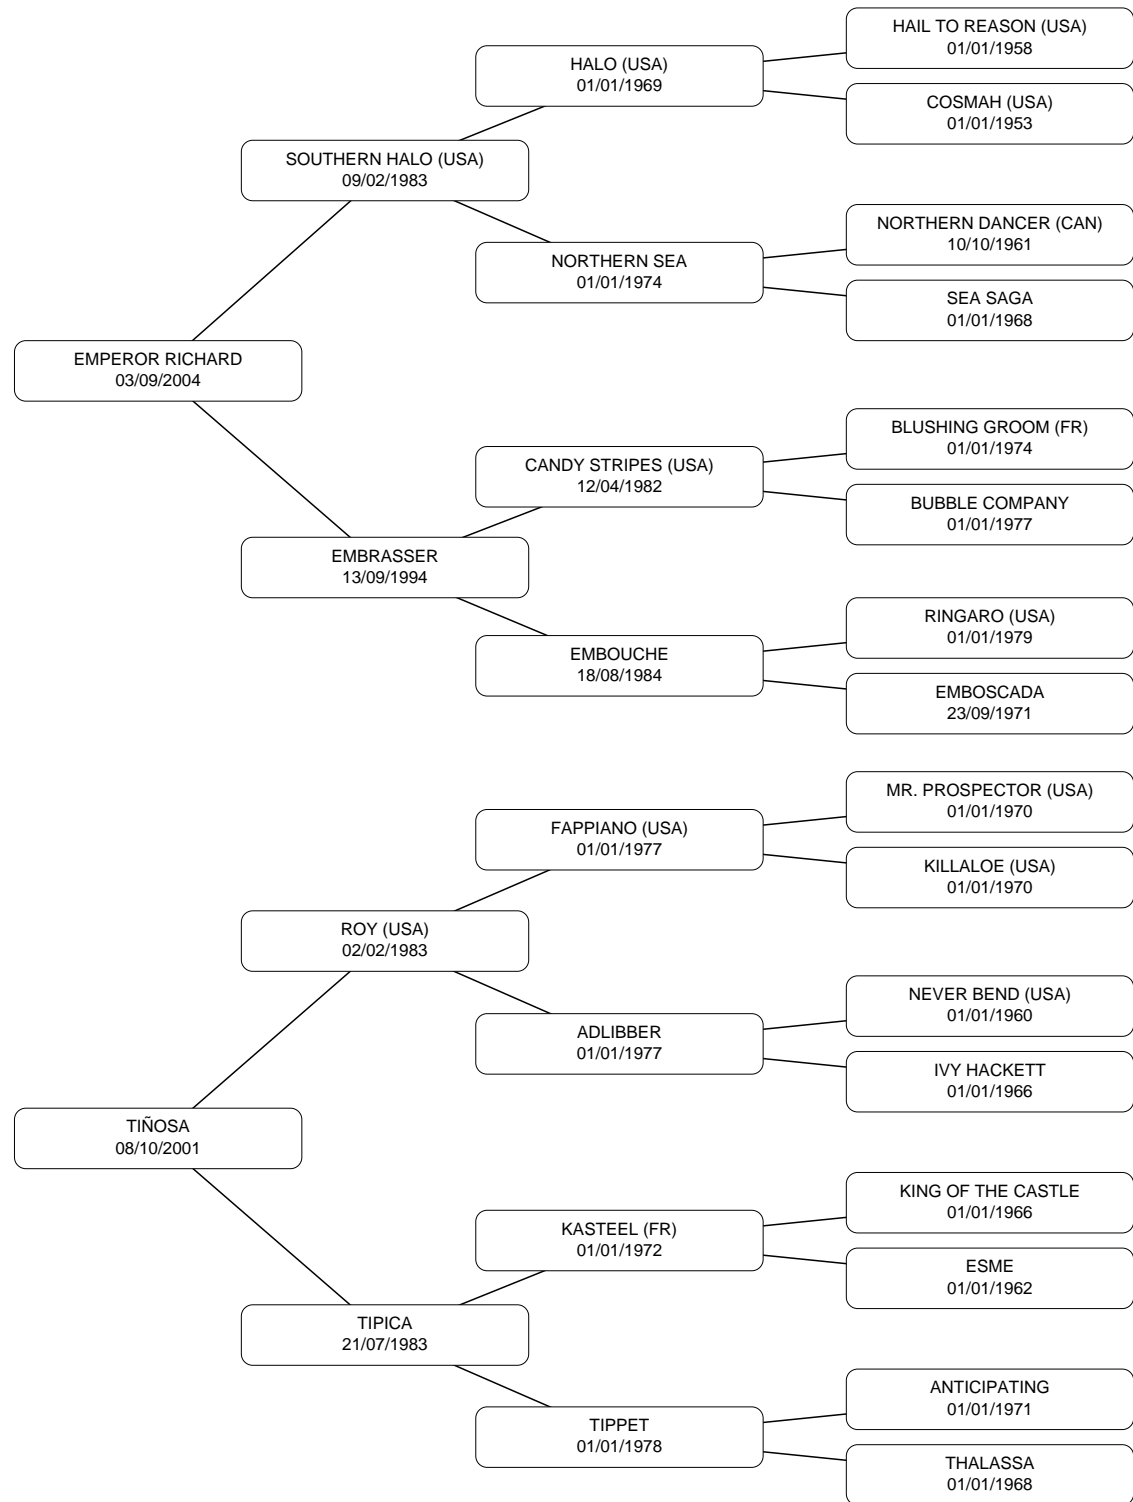 HAIL TO REASON (USA)
01/01/1958
HALO (USA)
01/01/1969
COSMAH (USA)
01/01/1953
SOUTHERN HALO (USA)
09/02/1983
NORTHERN DANCER (CAN)
10/10/1961
NORTHERN SEA
01/01/1974
SEA SAGA
01/01/1968
EMPEROR RICHARD
03/09/2004
BLUSHING GROOM (FR)
01/01/1974
CANDY STRIPES (USA)
12/04/1982
BUBBLE COMPANY
01/01/1977
EMBRASSER
13/09/1994
RINGARO (USA)
01/01/1979
EMBOUCHE
18/08/1984
EMBOSCADA
23/09/1971
MR. PROSPECTOR (USA)
01/01/1970
FAPPIANO (USA)
01/01/1977
KILLALOE (USA)
01/01/1970
ROY (USA)
02/02/1983
NEVER BEND (USA)
01/01/1960
ADLIBBER
01/01/1977
IVY HACKETT
01/01/1966
TIÑOSA
08/10/2001
KING OF THE CASTLE
01/01/1966
KASTEEL (FR)
01/01/1972
ESME
01/01/1962
TIPICA
21/07/1983
ANTICIPATING
01/01/1971
TIPPET
01/01/1978
THALASSA
01/01/1968